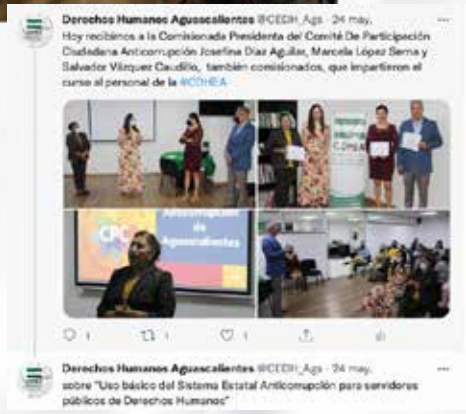 Derechos Humanos Aguascalientes @CEDH_Ags · 24 may.
Hoy recibimos a la Comisionada Presidenta del Comité De Participación
Ciudadana Anticorrupción Josefina Díaz Aguilar, Marcela López Serna y
Salvador Vázquez Caudillo, también comisionados, que impartieron el
curso al personal de la #CDHEA
CDHEA
CPC
Anticorrupción
de
Aguascalientes
1
1
1
Derechos Humanos Aguascalientes @CEDH_Ags · 24 may.
sobre "Uso básico del Sistema Estatal Anticorrupción para servidores
públicos de Derechos Humanos"